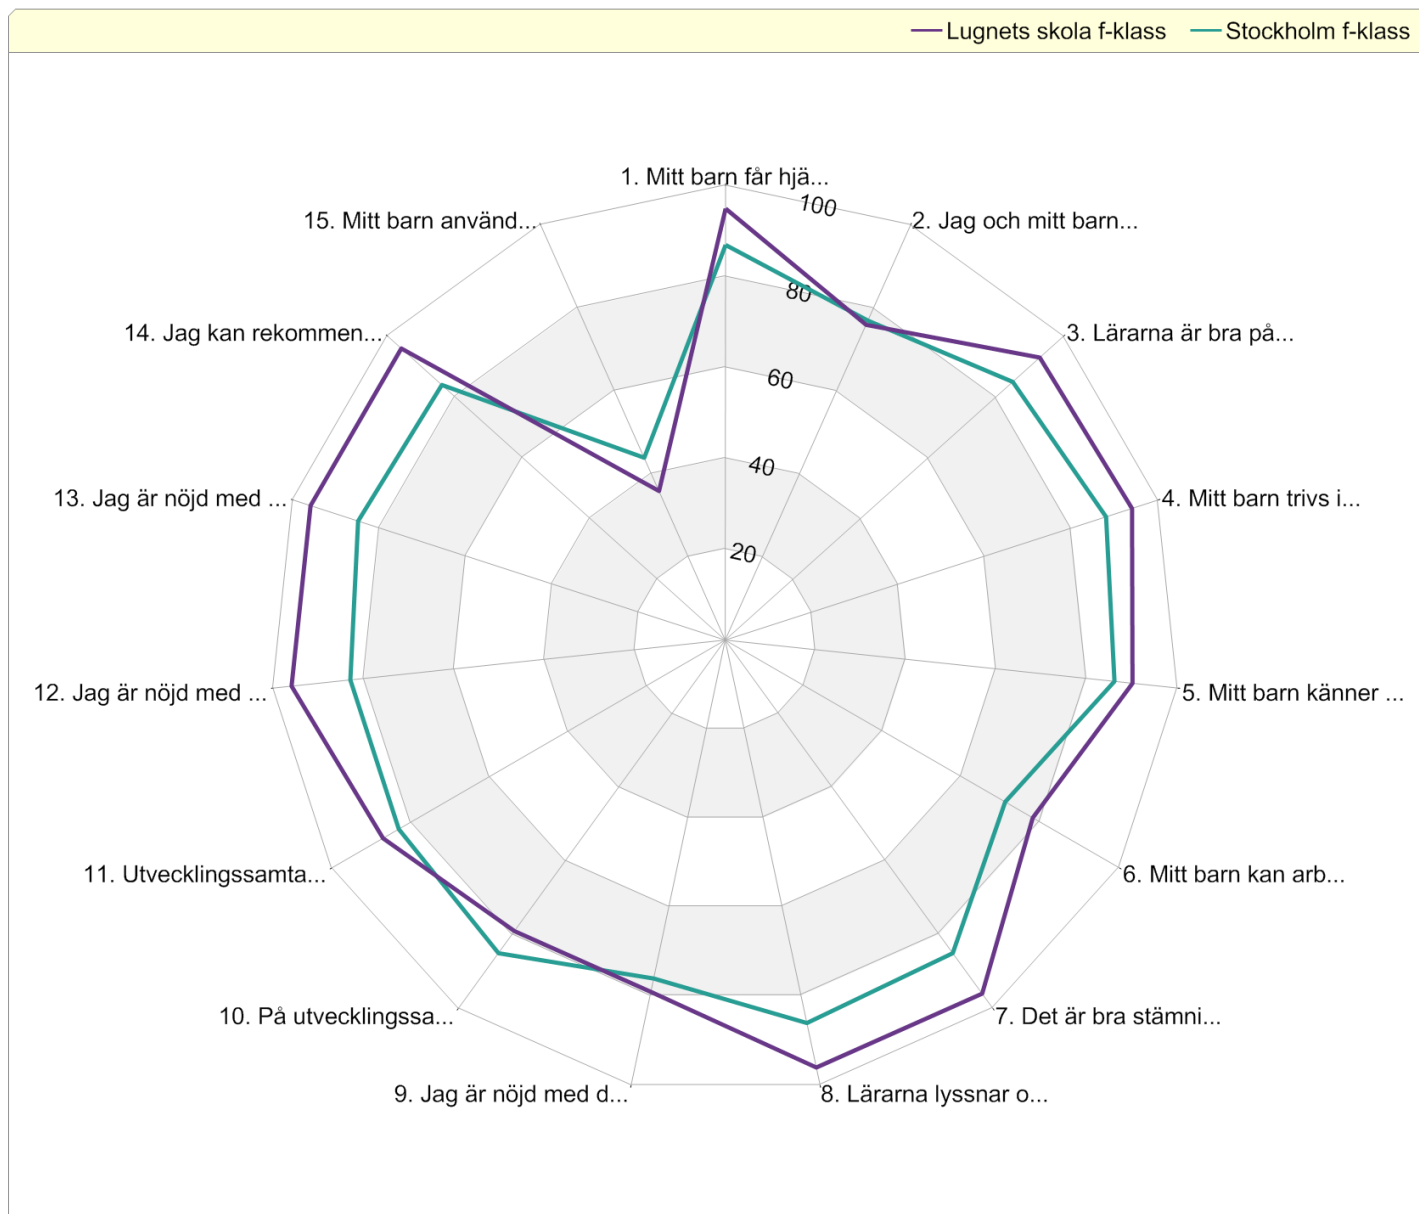 Lugnets skola f-klass
Stockholm f-klass
1. Mitt barn får hjä...
2. Jag och mitt barn...
3. Lärarna är bra på...
4. Mitt barn trivs i...
5. Mitt barn känner ...
6. Mitt barn kan arb...
7. Det är bra stämni...
8. Lärarna lyssnar o...
9. Jag är nöjd med d...
10. På utvecklingssa...
11. Utvecklingssamta...
12. Jag är nöjd med ...
13. Jag är nöjd med ...
14. Jag kan rekommen...
15. Mitt barn använd...
100
80
60
40
20